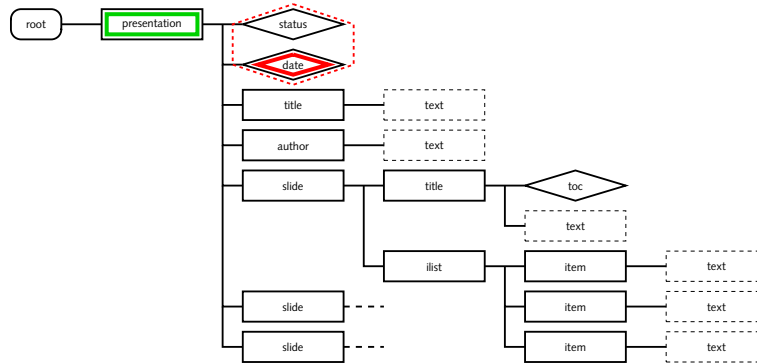 root
presentation
status
date
title
text
author
text
slide
title
toc
text
ilist
item
text
slide
item
text
slide
item
text